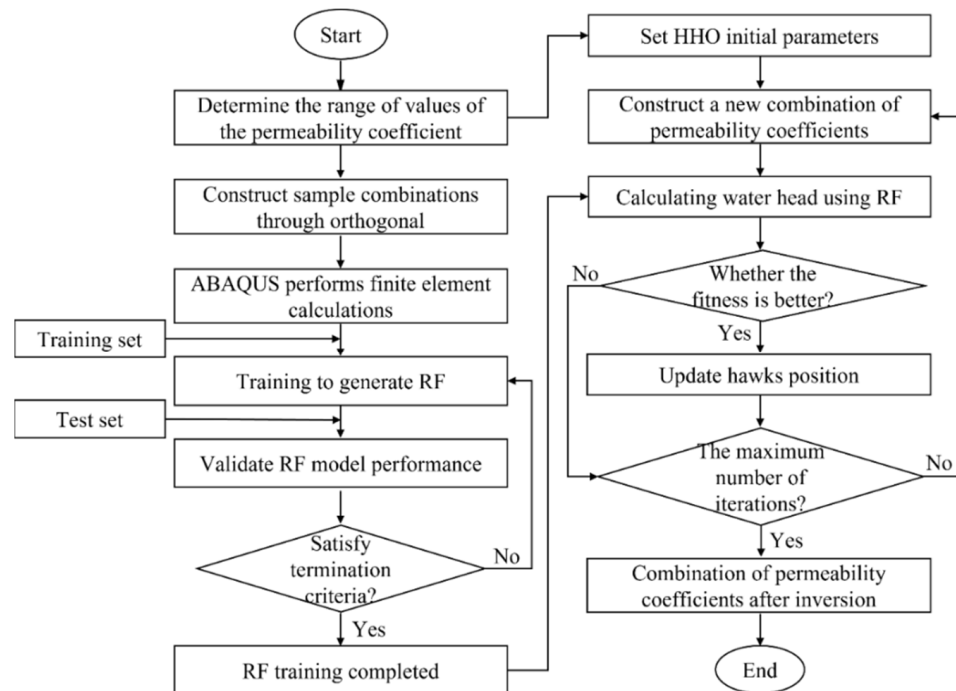 Start
Determine the range of values of
the permeability coefficient
Construct sample combinations
through orthogonal
ABAQUS performs finite element
calculations
Training set
Training to generate RF
Test set
Validate RF model performance
Satisfy
termination
criteria?
No
Yes
RF training completed
Set HHO initial parameters
Construct a new combination of
permeability coefficients
Calculating water head using RF
No
Whether the
fitness is better?
Yes
Update hawks position
The maximum
number of
iterations?
No
Yes
Combination of permeability
coefficients after inversion
End